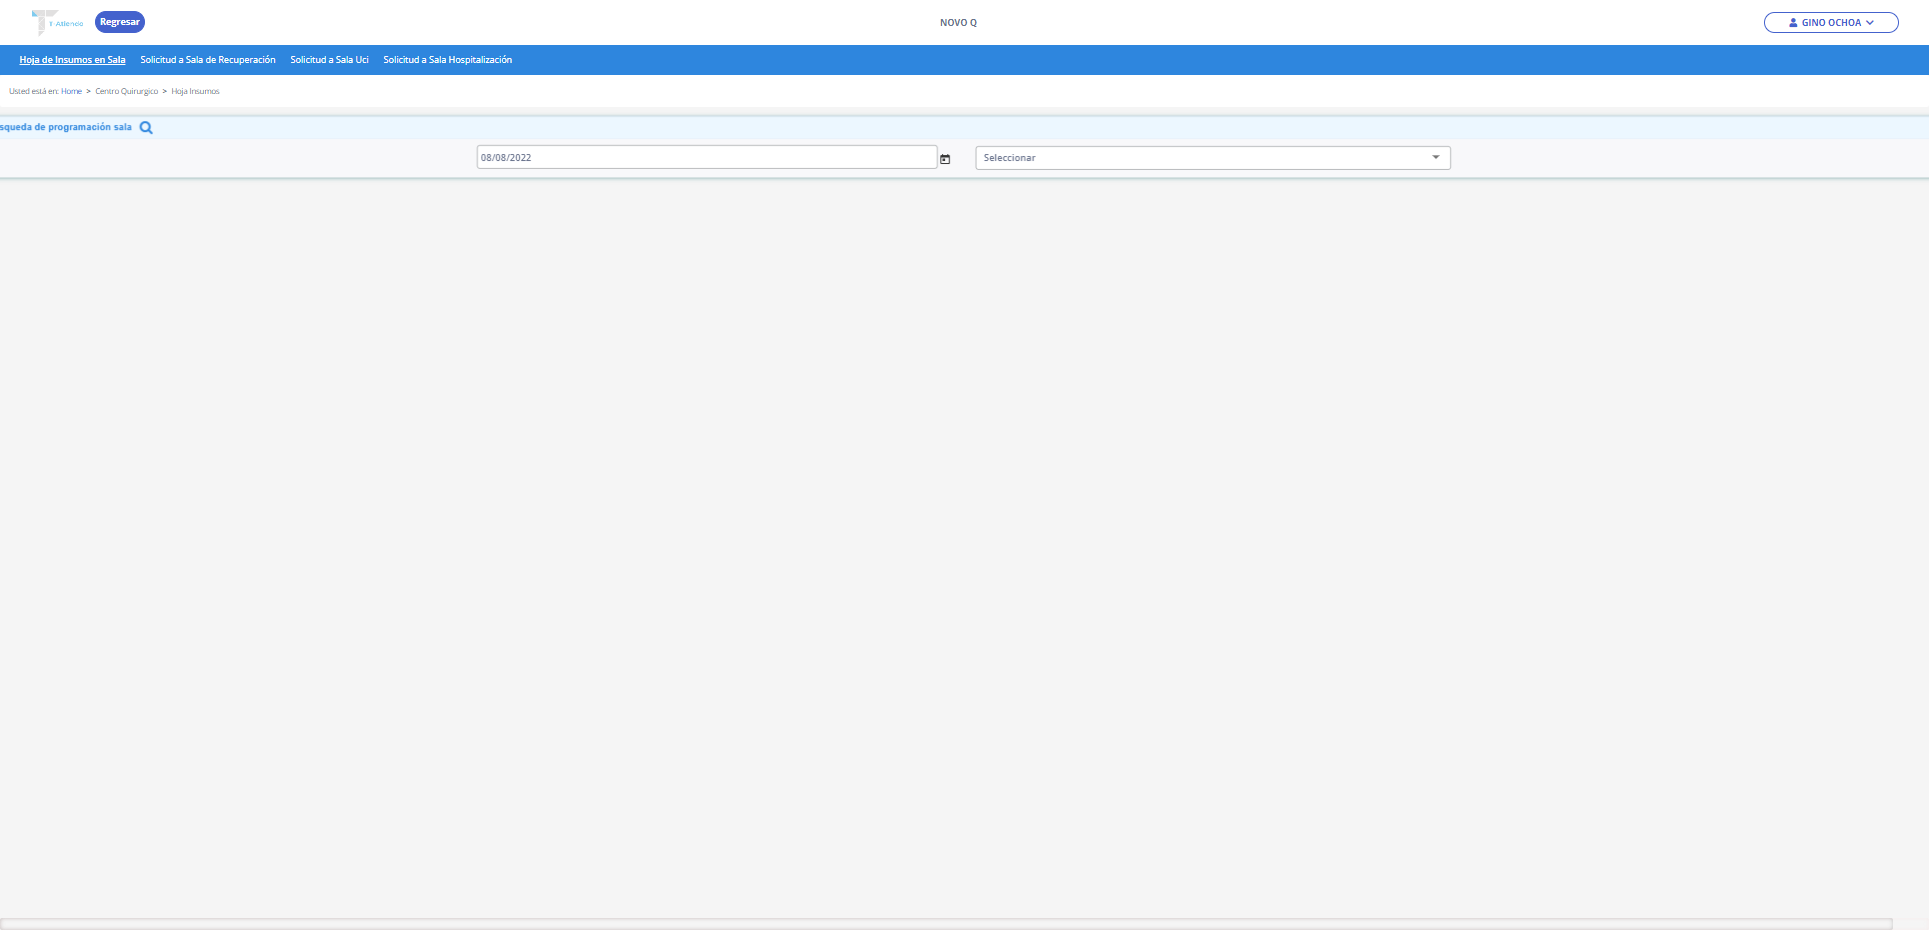 T-Atiendo
Regresar
NOVO Q
GINO OCHOA
Hoja de Insumos en Sala Solicitud a Sala de Recuperación Solicitud a Sala Uci Solicitud a Sala Hospitalización
Usted está en: Home > Centro Quirurgico > Hoja Insumos
squeda de programación sala
08/08/2022
Seleccionar